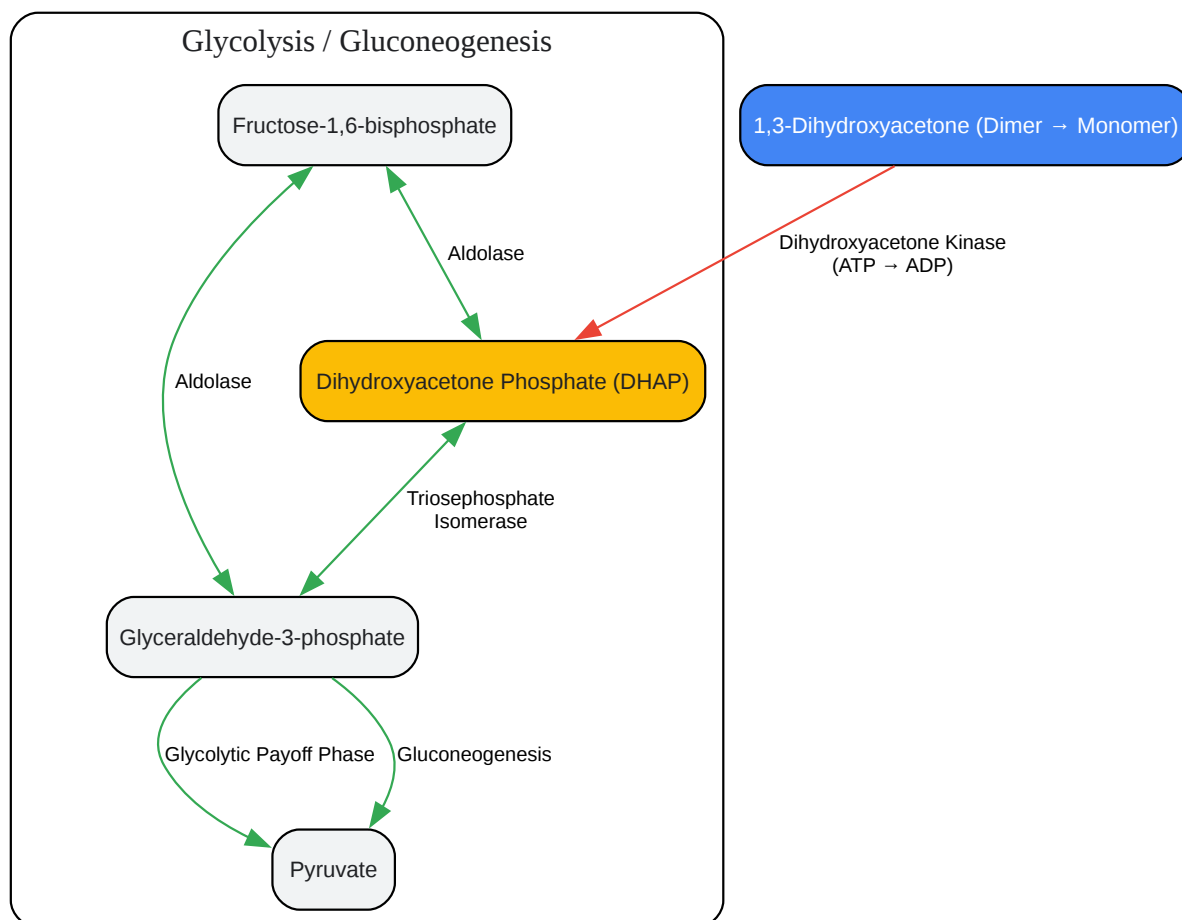 Glycolysis / Gluconeogenesis
Fructose-1,6-bisphosphate
1,3-Dihydroxyacetone (Dimer → Monomer)
Aldolase
Dihydroxyacetone Kinase
(ATP → ADP)
Aldolase
Dihydroxyacetone Phosphate (DHAP)
Triosephosphate
Isomerase
Glyceraldehyde-3-phosphate
Glycolytic Payoff Phase
Gluconeogenesis
Pyruvate